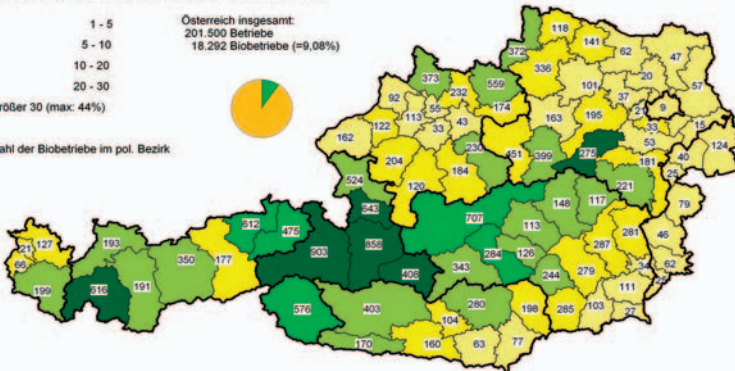 1 - 5
5 - 10
10 - 20
20 - 30
rößer 30 (max: 44%)
ahl der Biobetriebe im pol. Bezirk
Österreich insgesamt:
201.500 Betriebe
18.292 Biobetriebe (=9,08%)
372 118 141 62 47
373 559 336 20
232 101 57
92 55 174 37 21 9
122 113 33 43 163 195 33 15
162 53 124
230 451 399 275 40
204 184 181 25
524 120 221
148 117 79
643 707 113
612 475 281 46
193 903 858 287
127 21 284 126 34 62
66 350 177 408 343 244 279
616 191 111
199 576 403 280 198 285 103 27
104
170 160 63 77